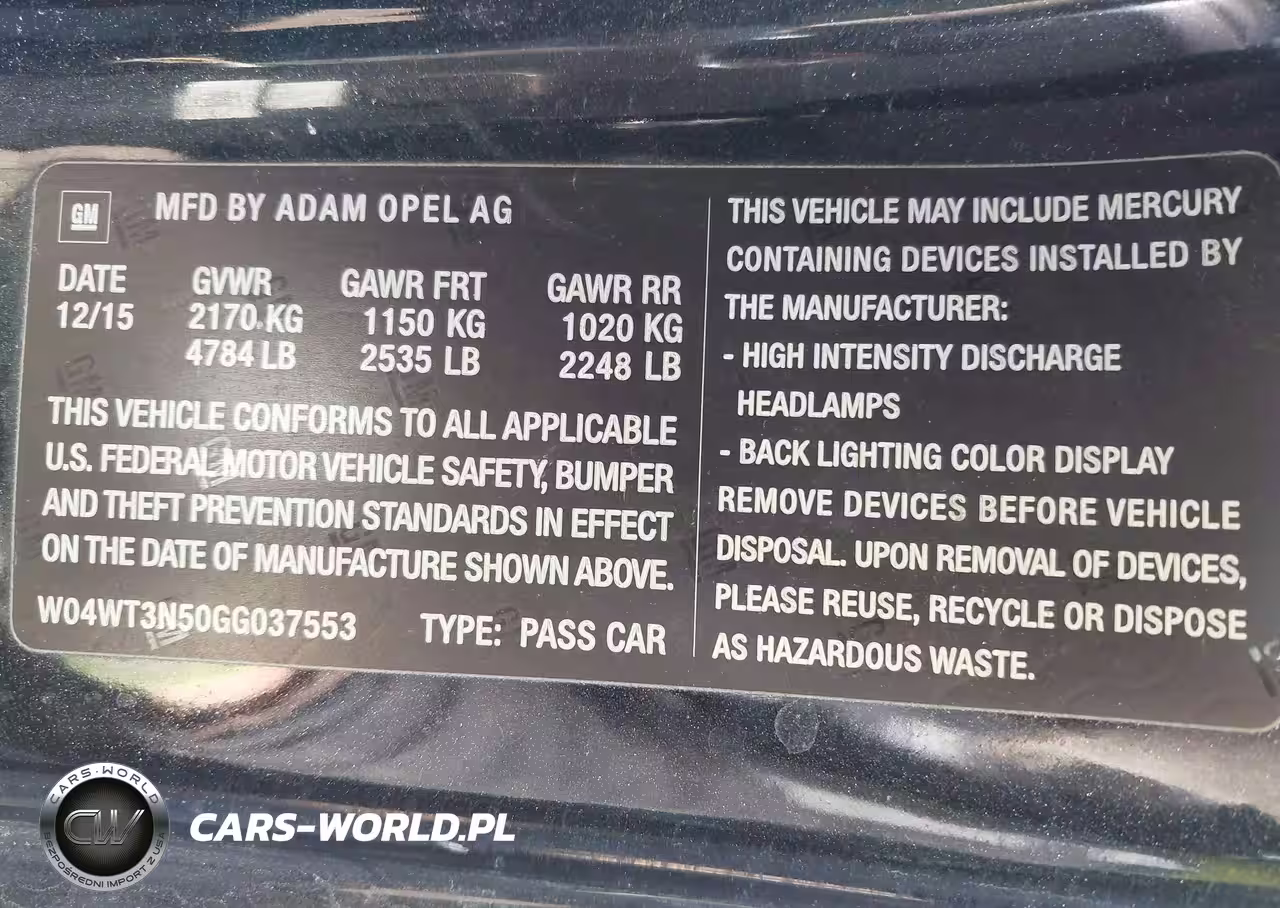 GM
MFD BY ADAM OPEL AG
DATE GVWR GAWR FRT GAWR RR
12/15 2170 KG 1150 KG 1020 KG
4784 LB 2535 LB 2248 LB
THIS VEHICLE CONFORMS TO ALL APPLICABLE
U.S. FEDERAL MOTOR VEHICLE SAFETY, BUMPER
AND THEFT PREVENTION STANDARDS IN EFFECT
ON THE DATE OF MANUFACTURE SHOWN ABOVE.
W04WT3N50GG037553 TYPE: PASS CAR
THIS VEHICLE MAY INCLUDE MERCURY
CONTAINING DEVICES INSTALLED BY
THE MANUFACTURER:
- HIGH INTENSITY DISCHARGE
HEADLAMPS
- BACK LIGHTING COLOR DISPLAY
REMOVE DEVICES BEFORE VEHICLE
DISPOSAL. UPON REMOVAL OF DEVICES,
PLEASE REUSE, RECYCLE OR DISPOSE
AS HAZARDOUS WASTE.
CARS-WORLD
CW
BEZPOŚREDNI IMPORT Z USA
CARS-WORLD.PL